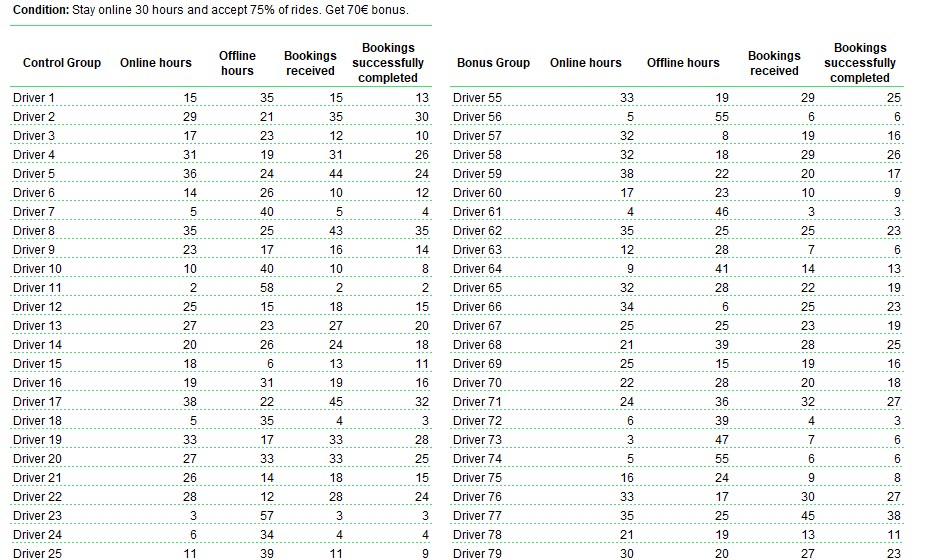 Condition: Stay online 30 hours and accept 75% of rides. Get 70€ bonus.
Control Group Online hours Offline hours Bookings received Bookings successfully completed Bonus Group Online hours Offline hours Bookings received Bookings successfully completed
Driver 1 15 35 15 13 Driver 55 33 19 29 25
Driver 2 29 21 35 30 Driver 56 5 55 6 6
Driver 3 17 23 12 10 Driver 57 32 8 19 16
Driver 4 31 19 31 26 Driver 58 32 18 29 26
Driver 5 36 24 44 24 Driver 59 38 22 20 17
Driver 6 14 26 10 12 Driver 60 17 23 10 9
Driver 7 5 40 5 4 Driver 61 4 46 3 3
Driver 8 35 25 43 35 Driver 62 35 25 25 23
Driver 9 23 17 16 14 Driver 63 12 28 7 6
Driver 10 10 40 10 8 Driver 64 9 41 14 13
Driver 11 2 58 2 2 Driver 65 32 28 22 19
Driver 12 25 15 18 15 Driver 66 34 6 25 23
Driver 13 27 23 27 20 Driver 67 25 25 23 19
Driver 14 20 26 24 18 Driver 68 21 39 28 25
Driver 15 18 6 13 11 Driver 69 25 15 19 16
Driver 16 19 31 19 16 Driver 70 22 28 20 18
Driver 17 38 22 45 32 Driver 71 24 36 32 27
Driver 18 5 35 4 3 Driver 72 6 39 4 3
Driver 19 33 17 33 28 Driver 73 3 47 7 6
Driver 20 27 33 33 25 Driver 74 5 55 6 6
Driver 21 26 14 18 15 Driver 75 16 24 9 8
Driver 22 28 12 28 24 Driver 76 33 17 30 27
Driver 23 3 57 3 3 Driver 77 35 25 45 38
Driver 24 6 34 4 4 Driver 78 21 19 13 11
Driver 25 11 39 11 9 Driver 79 30 20 27 23